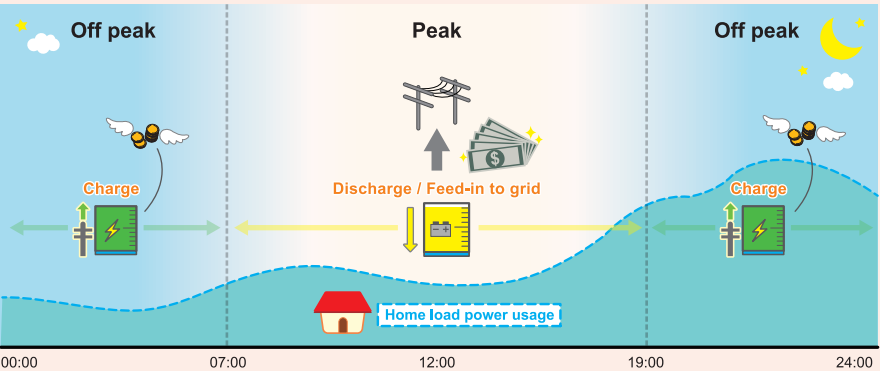 Off peak
Peak
Off peak
$
Charge
Discharge / Feed-in to grid
Charge
Home load power usage
00:00
07:00
12:00
19:00
24:00